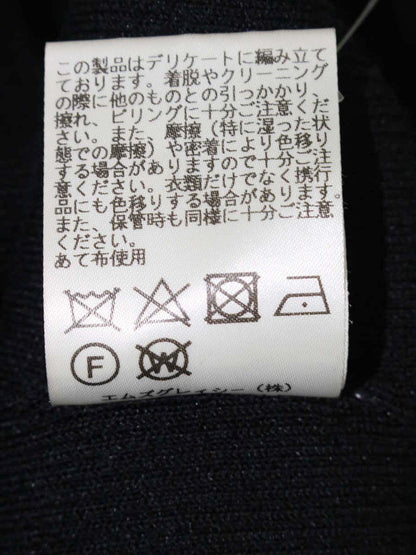 この製品はデリケートに編み立て
ております。着脱やクリーニング
の際に他のものとの引っかかり、
擦れ、ピリングに十分ご注意くだ
さい。また、摩擦（特に湿った状
態での摩擦）や密着により色移り
する場合がありますので十分ご注
意ください。衣類だけでなく携行
品にも色移りする場合があります。
また、保管時も同様に十分ご注意
ください。
あて布使用
F W
エムズグレイシー（株）